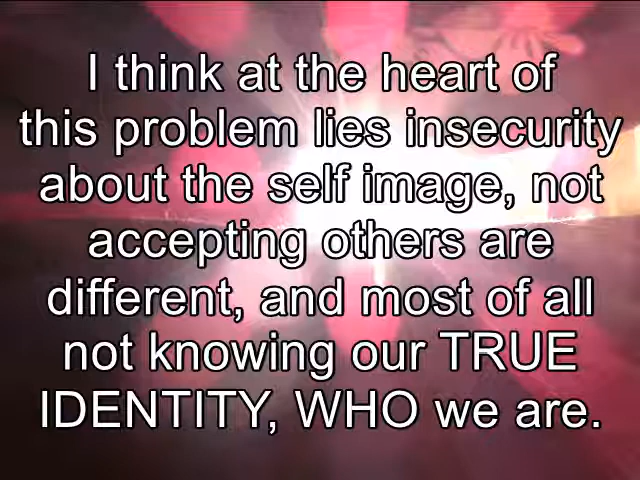 I think at the heart of
this problem lies insecurity
about the self image, not
accepting others are
different, and most of all
not knowing our TRUE
IDENTITY, WHO we are.